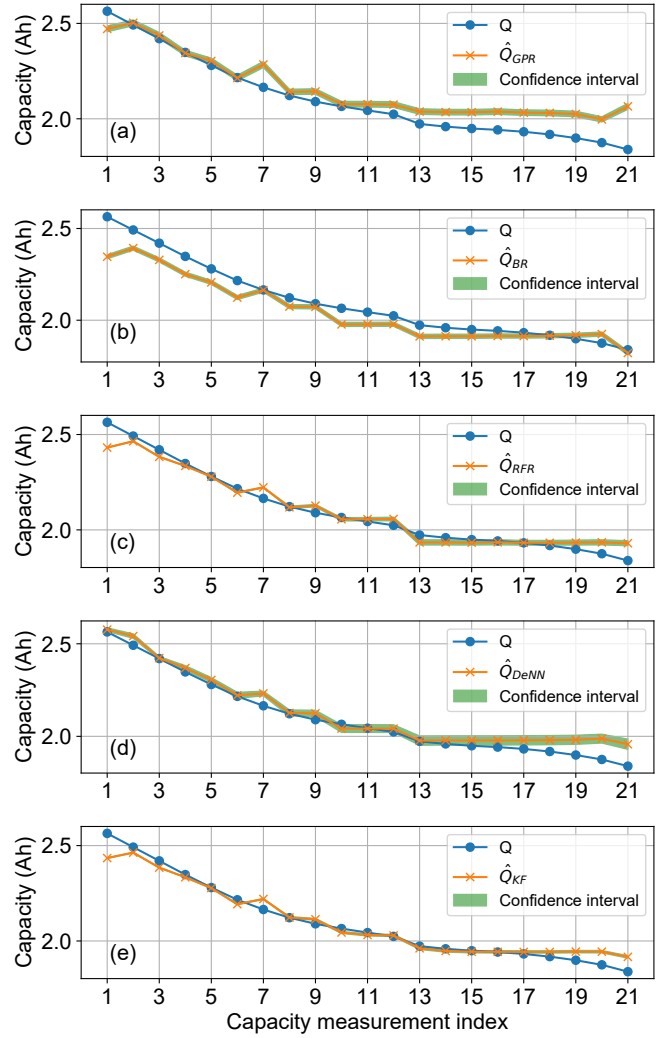 2.5
2.0
Capacity (Ah)
(a)
Q
Q̂_GPR
Confidence interval
1 3 5 7 9 11 13 15 17 19 21
2.5
2.0
Capacity (Ah)
(b)
Q
Q̂_BR
Confidence interval
1 3 5 7 9 11 13 15 17 19 21
2.5
2.0
Capacity (Ah)
(c)
Q
Q̂_RFR
Confidence interval
1 3 5 7 9 11 13 15 17 19 21
2.5
2.0
Capacity (Ah)
(d)
Q
Q̂_DeNN
Confidence interval
1 3 5 7 9 11 13 15 17 19 21
2.5
2.0
Capacity (Ah)
(e)
Q
Q̂_KF
Confidence interval
1 3 5 7 9 11 13 15 17 19 21
Capacity measurement index